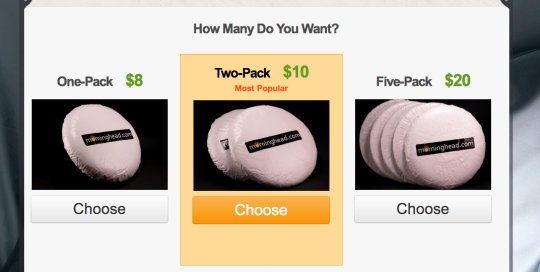 How Many Do You Want?
One-Pack $8
Two-Pack $10
Most Popular
Five-Pack $20
morninghead.com
morninghead.com
morninghead.com
Choose
Choose
Choose